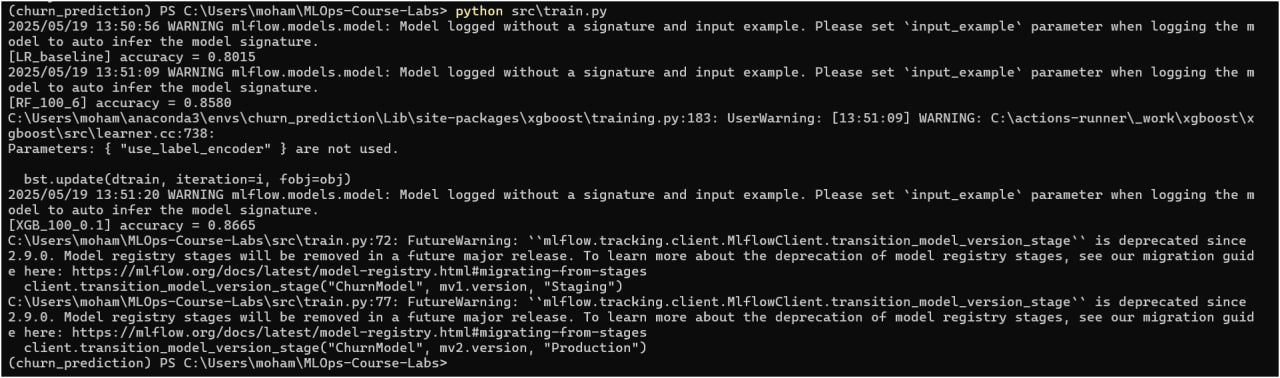 (churn_prediction) PS C:\Users\moham\MLOps-Course-Labs> python src\train.py
2025/05/19 13:50:56 WARNING mlflow.models.model: Model logged without a signature and input example. Please set `input_example` parameter when logging the m
odel to auto infer the model signature.
[LR_baseline] accuracy = 0.8015
2025/05/19 13:51:09 WARNING mlflow.models.model: Model logged without a signature and input example. Please set `input_example` parameter when logging the m
odel to auto infer the model signature.
[RF_100_6] accuracy = 0.8580
C:\Users\moham\anaconda3\envs\churn_prediction\Lib\site-packages\xgboost\training.py:183: UserWarning: [13:51:09] WARNING: C:\actions-runner\_work\xgboost\x
gboost\src\learner.cc:738:
Parameters: { "use_label_encoder" } are not used.
  bst.update(dtrain, iteration=i, fobj=obj)
2025/05/19 13:51:20 WARNING mlflow.models.model: Model logged without a signature and input example. Please set `input_example` parameter when logging the m
odel to auto infer the model signature.
[XGB_100_0.1] accuracy = 0.8665
C:\Users\moham\MLOps-Course-Labs\src\train.py:72: FutureWarning: ``mlflow.tracking.client.MlflowClient.transition_model_version_stage`` is deprecated since
2.9.0. Model registry stages will be removed in a future major release. To learn more about the deprecation of model registry stages, see our migration guid
e here: https://mlflow.org/docs/latest/model-registry.html#migrating-from-stages
  client.transition_model_version_stage("ChurnModel", mv1.version, "Staging")
C:\Users\moham\MLOps-Course-Labs\src\train.py:77: FutureWarning: ``mlflow.tracking.client.MlflowClient.transition_model_version_stage`` is deprecated since
2.9.0. Model registry stages will be removed in a future major release. To learn more about the deprecation of model registry stages, see our migration guid
e here: https://mlflow.org/docs/latest/model-registry.html#migrating-from-stages
  client.transition_model_version_stage("ChurnModel", mv2.version, "Production")
(churn_prediction) PS C:\Users\moham\MLOps-Course-Labs>